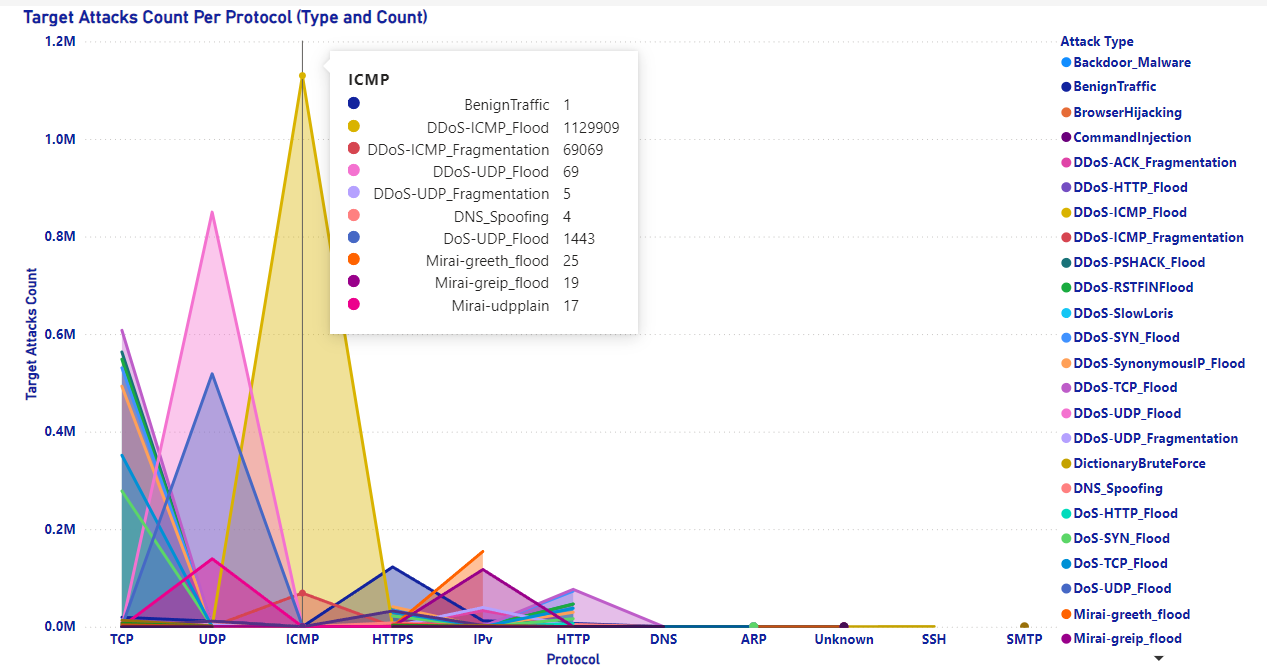 Target Attacks Count Per Protocol (Type and Count)
1.2M
1.0M
0.8M
0.6M
0.4M
0.2M
0.0M
Target Attacks Count
ICMP
BenignTraffic 1
DDoS-ICMP_Flood 1129909
DDoS-ICMP_Fragmentation 69069
DDoS-UDP_Flood 69
DDoS-UDP_Fragmentation 5
DNS_Spoofing 4
DoS-UDP_Flood 1443
Mirai-greeth_flood 25
Mirai-greip_flood 19
Mirai-udpplain 17
TCP UDP ICMP HTTPS IPv HTTP DNS ARP Unknown SSH SMTP
Protocol
Attack Type
Backdoor_Malware
BenignTraffic
BrowserHijacking
CommandInjection
DDoS-ACK_Fragmentation
DDoS-HTTP_Flood
DDoS-ICMP_Flood
DDoS-ICMP_Fragmentation
DDoS-PSHACK_Flood
DDoS-RSTFINFlood
DDoS-SlowLoris
DDoS-SYN_Flood
DDoS-SynonymousIP_Flood
DDoS-TCP_Flood
DDoS-UDP_Flood
DDoS-UDP_Fragmentation
DictionaryBruteForce
DNS_Spoofing
DoS-HTTP_Flood
DoS-SYN_Flood
DoS-TCP_Flood
DoS-UDP_Flood
Mirai-greeth_flood
Mirai-greip_flood